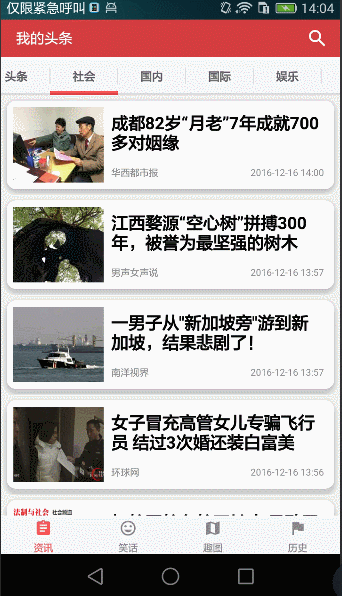 仅限紧急呼叫
14:04
我的头条
头条
社会
国内
国际
娱乐
成都82岁“月老”7年成就700
多对姻缘
华西都市报
2016-12-16 14:00
江西婺源“空心树”拼搏300
年，被誉为最坚强的树木
男声女声说
2016-12-16 13:57
一男子从"新加坡旁"游到新
加坡，结果悲剧了！
南洋视界
2016-12-16 13:57
女子冒充高管女儿专骗飞行
员 结过3次婚还装白富美
环球网
2016-12-16 13:56
法制与社会
资讯
笑话
趣图
历史